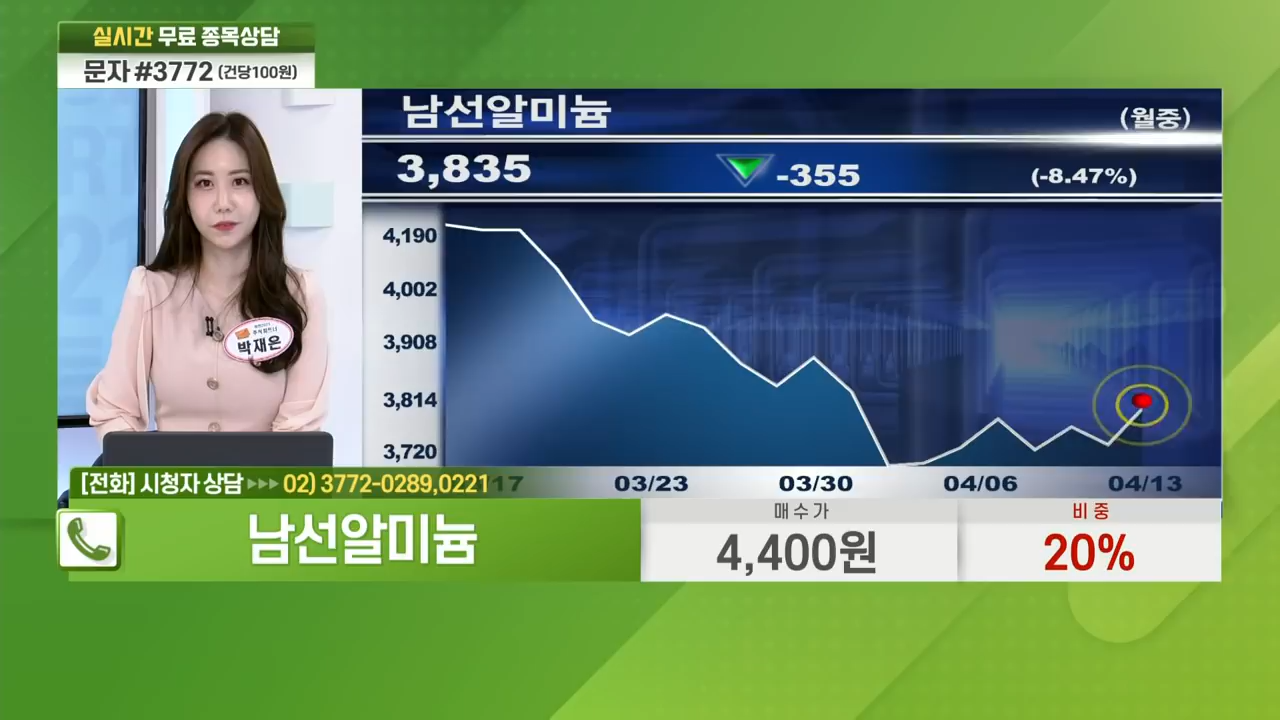 실시간 무료 종목상담
문자 #3772 (건당100원)
남선알미늄
(월중)
3,835
-355
(-8.47%)
4,190
4,002
3,908
3,814
3,720
17
03/23
03/30
04/06
04/13
박재은
[전화] 시청자 상담 ▸▸▸ 02) 3772-0289,0221
남선알미늄
매수가
4,400원
비중
20%